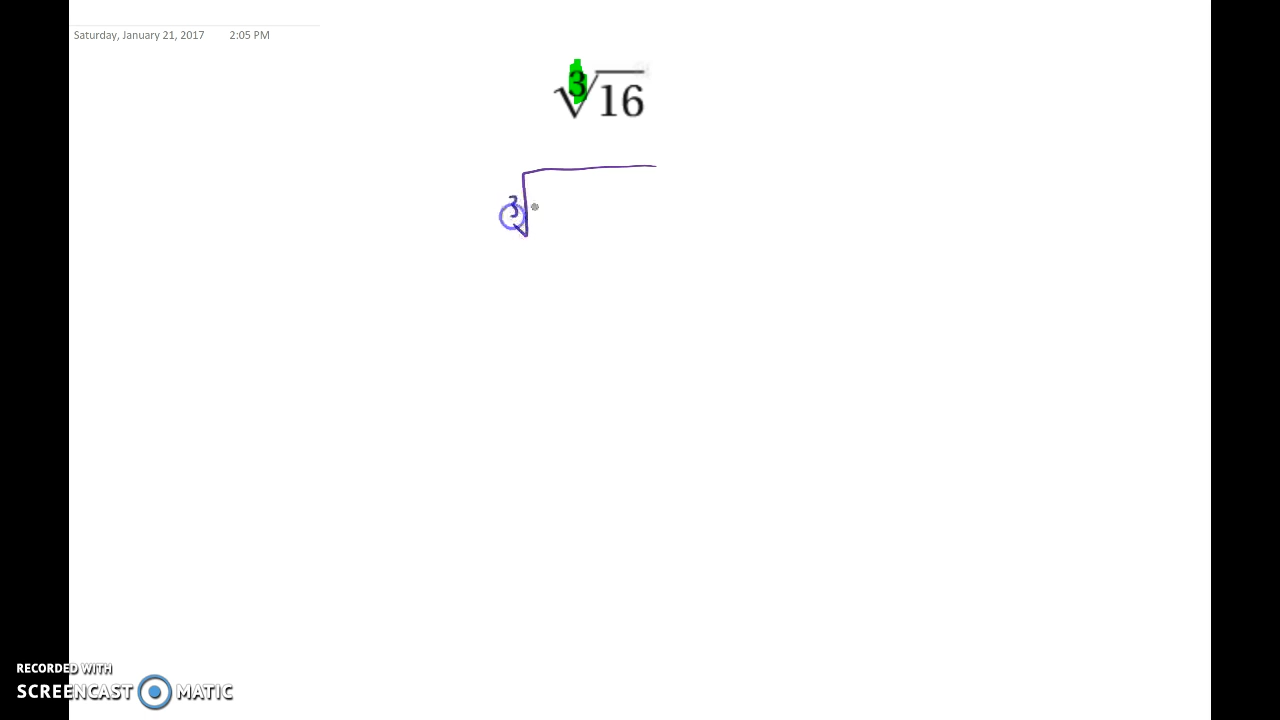 Saturday, January 21, 2017 2:05 PM
∛16
3
RECORDED WITH
SCREENCAST MATIC